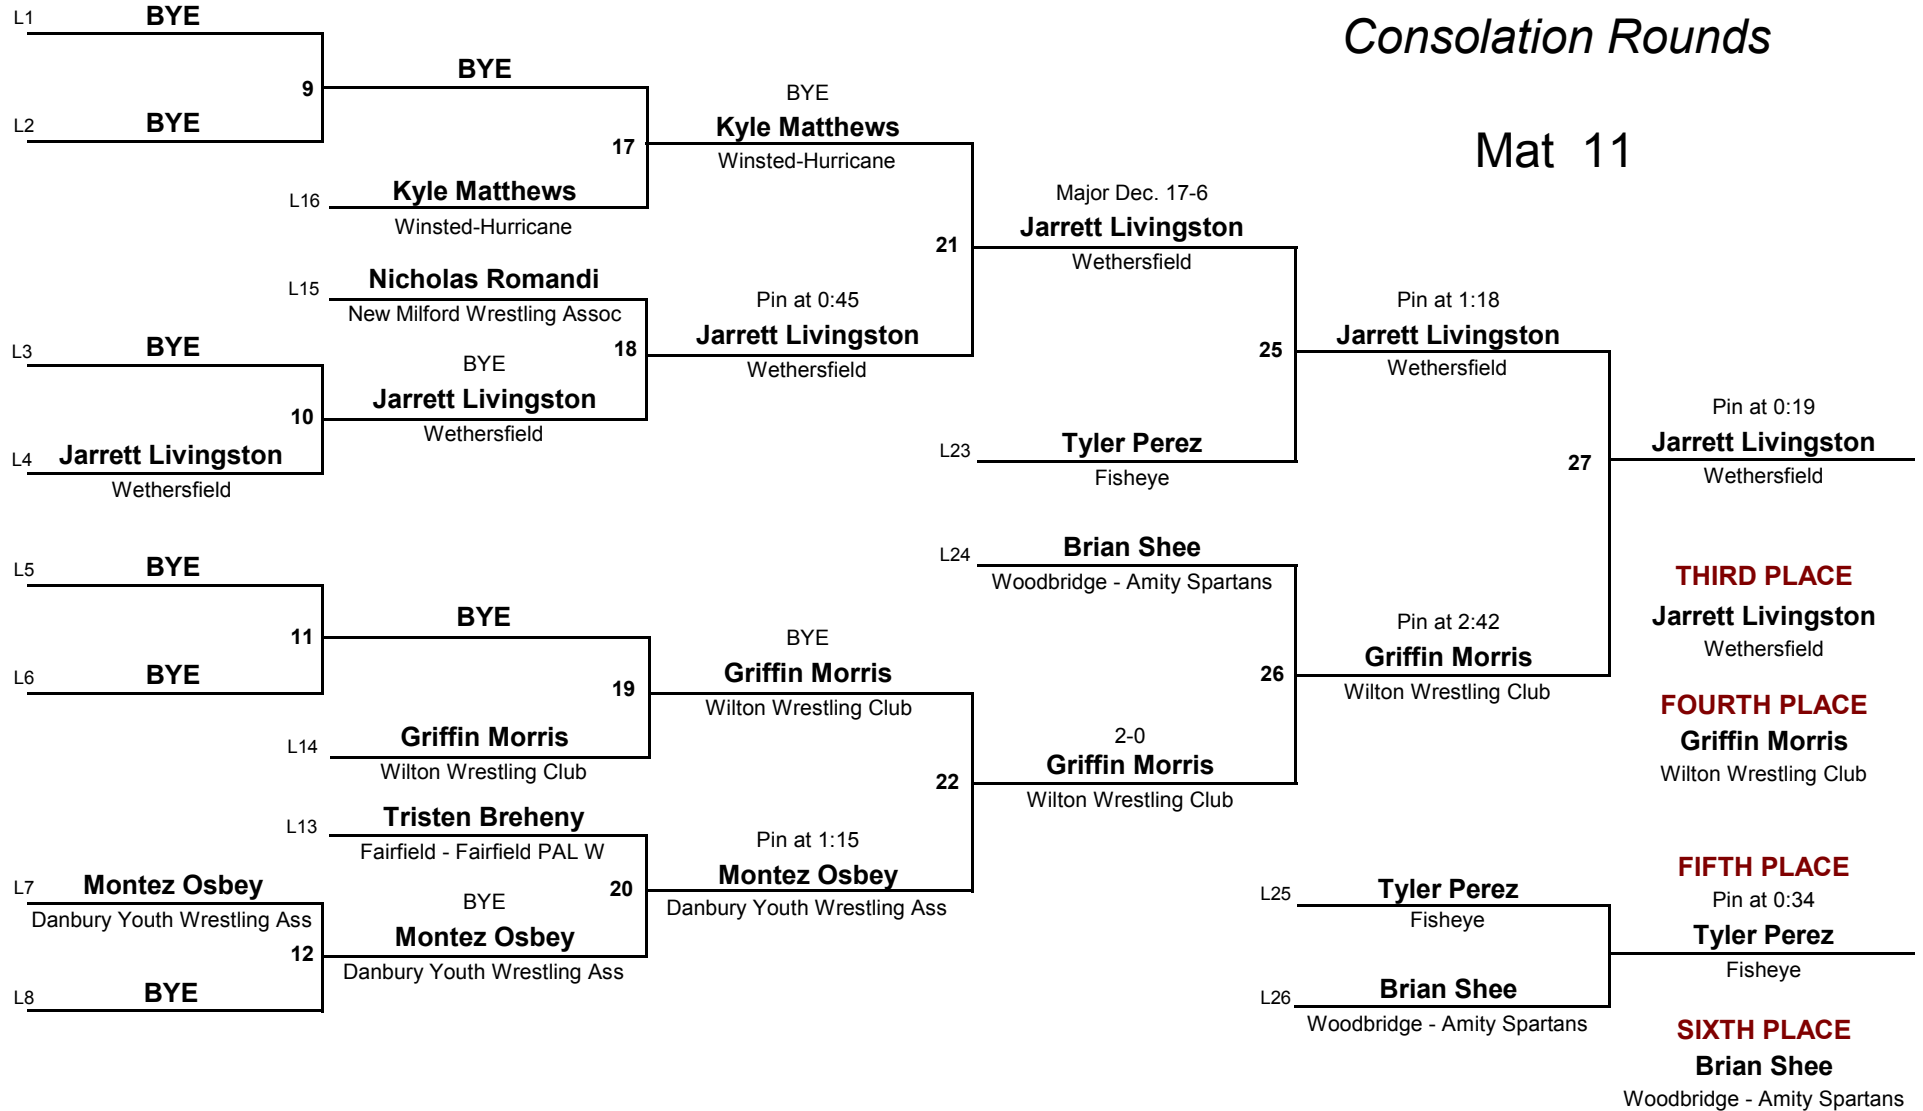 Consolation Rounds
Mat 11
L1 BYE
9
L2 BYE
BYE
17
L16 Kyle Matthews
Winsted-Hurricane
BYE
Kyle Matthews
Winsted-Hurricane
21
L15 Nicholas Romandi
New Milford Wrestling Assoc
18
L3 BYE
10
L4 Jarrett Livingston
Wethersfield
BYE
Jarrett Livingston
Wethersfield
Pin at 0:45
Jarrett Livingston
Wethersfield
Major Dec. 17-6
Jarrett Livingston
Wethersfield
25
L23 Tyler Perez
Fisheye
Pin at 1:18
Jarrett Livingston
Wethersfield
27
Pin at 0:19
Jarrett Livingston
Wethersfield
L5 BYE
11
L6 BYE
BYE
19
L14 Griffin Morris
Wilton Wrestling Club
BYE
Griffin Morris
Wilton Wrestling Club
22
L13 Tristen Breheny
Fairfield - Fairfield PAL W
20
L7 Montez Osbey
Danbury Youth Wrestling Ass
12
L8 BYE
BYE
Montez Osbey
Danbury Youth Wrestling Ass
Pin at 1:15
Montez Osbey
Danbury Youth Wrestling Ass
L24 Brian Shee
Woodbridge - Amity Spartans
26
2-0
Griffin Morris
Wilton Wrestling Club
Pin at 2:42
Griffin Morris
Wilton Wrestling Club
THIRD PLACE
Jarrett Livingston
Wethersfield
FOURTH PLACE
Griffin Morris
Wilton Wrestling Club
L25 Tyler Perez
Fisheye
L26 Brian Shee
Woodbridge - Amity Spartans
FIFTH PLACE
Pin at 0:34
Tyler Perez
Fisheye
SIXTH PLACE
Brian Shee
Woodbridge - Amity Spartans